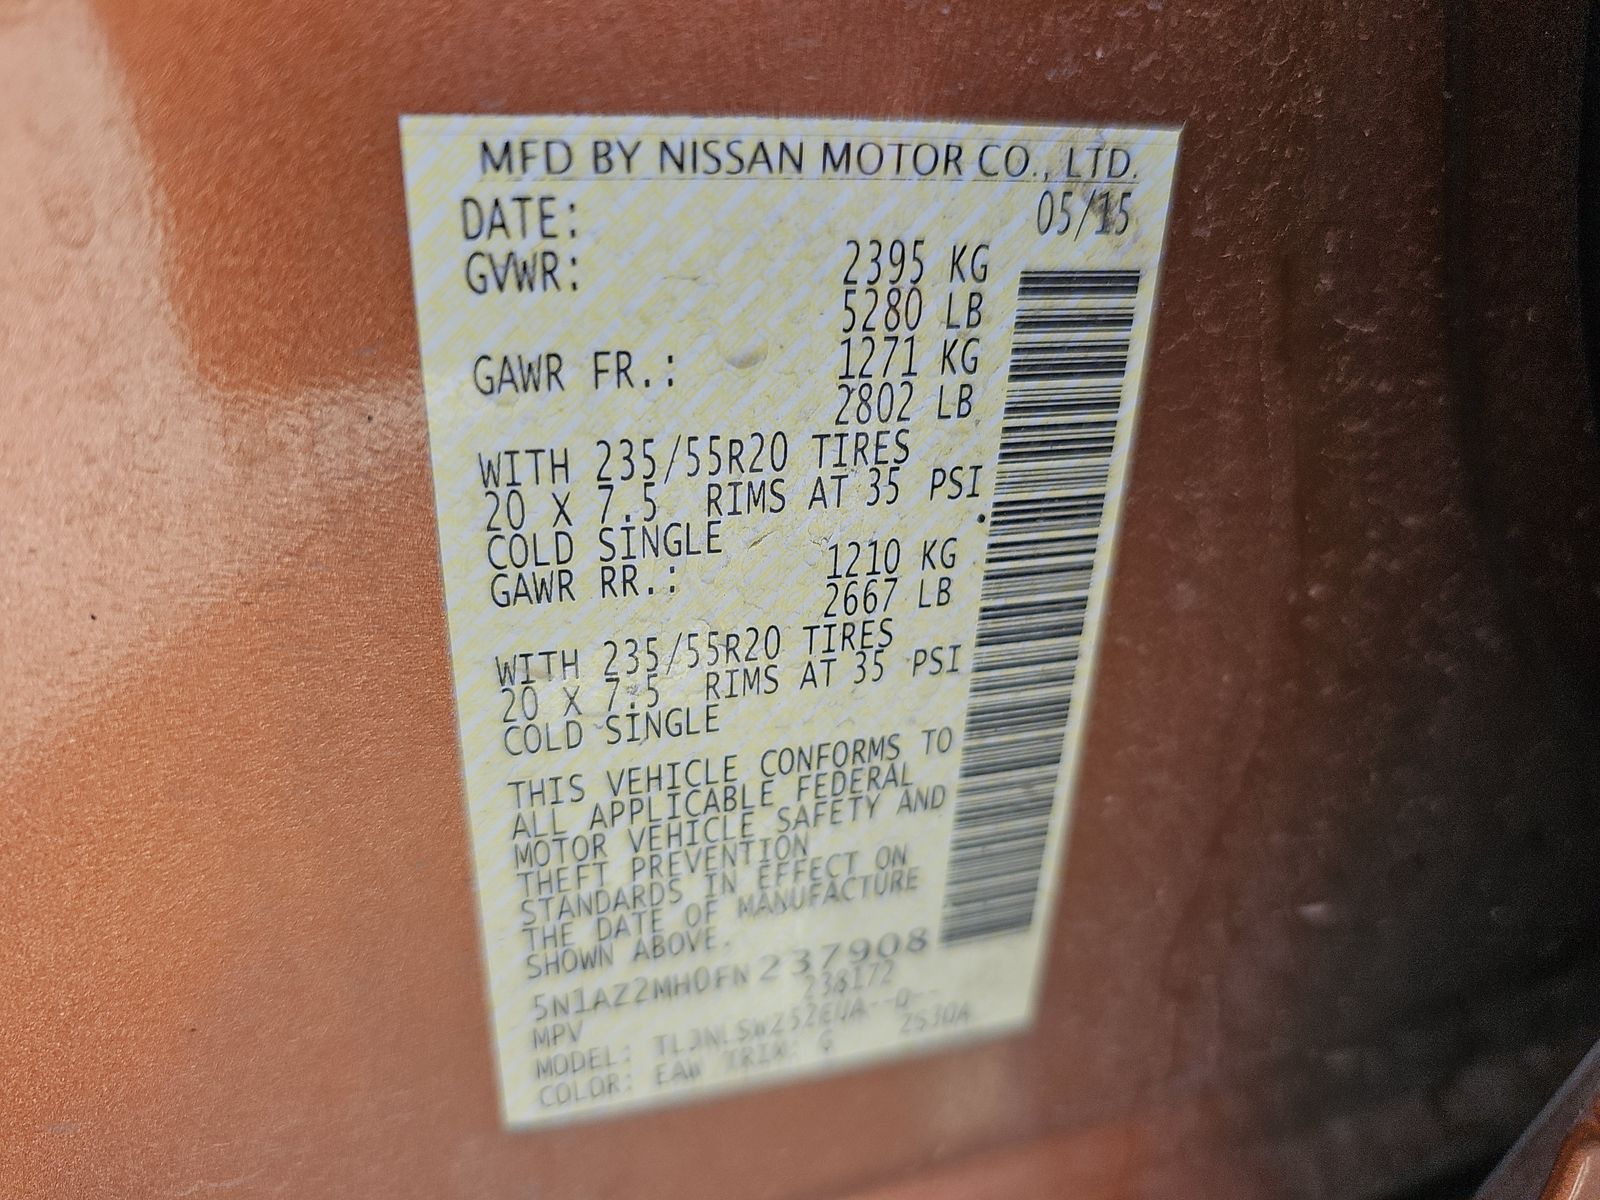 MFD BY NISSAN MOTOR CO., LTD.
DATE: 05/15
GVWR: 2395 KG
5280 LB
GAWR FR.: 1271 KG
2802 LB
WITH 235/55R20 TIRES
20 X 7.5 RIMS AT 35 PSI
COLD SINGLE
GAWR RR.: 1210 KG
2667 LB
WITH 235/55R20 TIRES
20 X 7.5 RIMS AT 35 PSI
COLD SINGLE
THIS VEHICLE CONFORMS TO
ALL APPLICABLE FEDERAL
MOTOR VEHICLE SAFETY AND
THEFT PREVENTION
STANDARDS IN EFFECT ON
THE DATE OF MANUFACTURE
SHOWN ABOVE.
5N1AZ2MH0FN237908
MPV 238172
MODEL:
COLOR: EAW TRIM: G